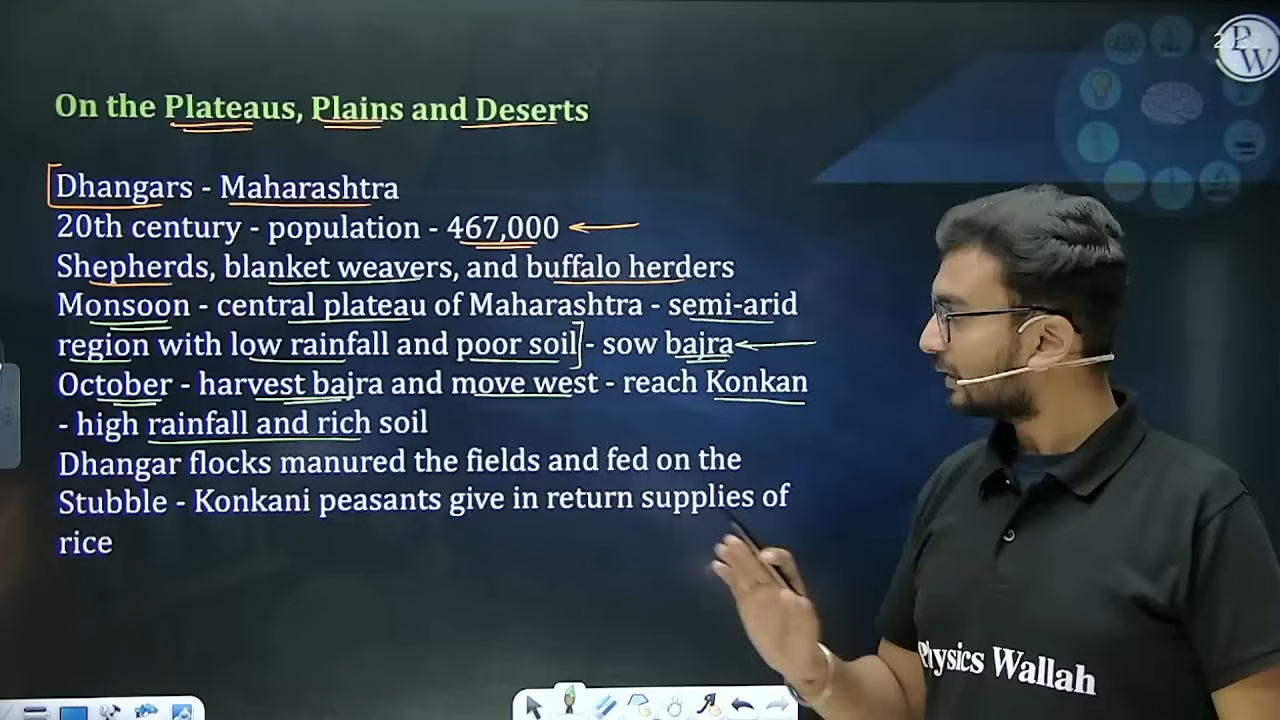 On the Plateaus, Plains and Deserts
Dhangars - Maharashtra
20th century - population - 467,000
Shepherds, blanket weavers, and buffalo herders
Monsoon - central plateau of Maharashtra - semi-arid
region with low rainfall and poor soil - sow bajra
October - harvest bajra and move west - reach Konkan
- high rainfall and rich soil
Dhangar flocks manured the fields and fed on the
Stubble - Konkani peasants give in return supplies of
rice
Physics Wallah
PW